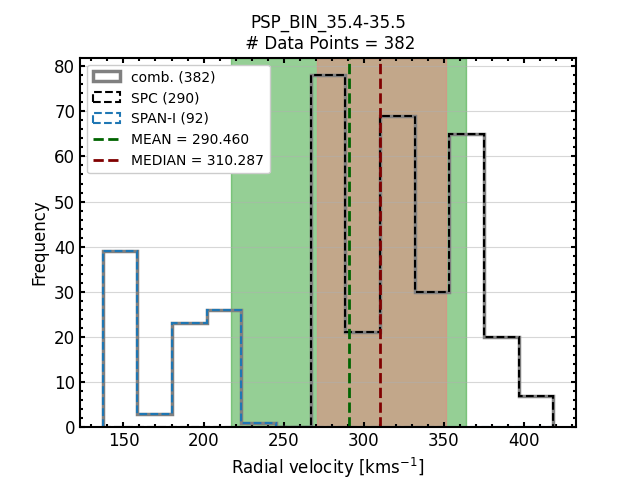 PSP_BIN_35.4-35.5
# Data Points = 382
comb. (382)
SPC (290)
SPAN-I (92)
MEAN = 290.460
MEDIAN = 310.287
Frequency
80
70
60
50
40
30
20
10
0
150 200 250 300 350 400
Radial velocity [kms⁻¹]